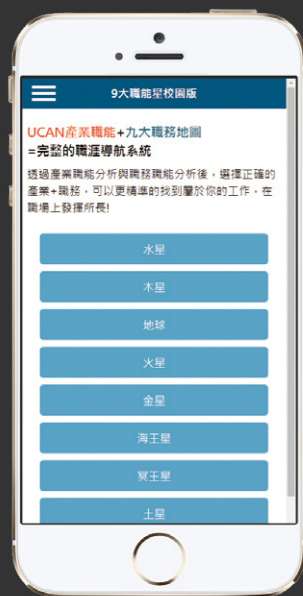 9大職能星校園版
UCAN產業職能+九大職務地圖
=完整的職涯導航系統
透過產業職能分析與職務職能分析後，選擇正確的
產業+職務，可以更精準的找到屬於你的工作，在
職場上發揮所長!
水星
木星
地球
火星
金星
海王星
冥王星
土星